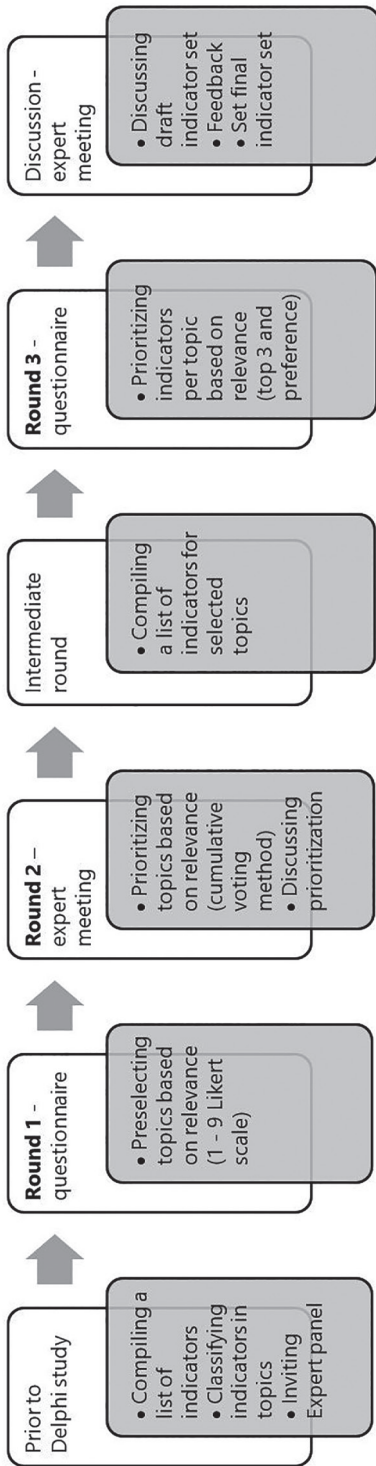 Prior to
Delphi study
• Compiling a
list of
indicators
• Classifying
indicators in
topics
• Inviting
Expert panel
Round 1 -
questionnaire
• Preselecting
topics based
on relevance
(1 - 9 Likert
scale)
Round 2 –
expert
meeting
• Prioritizing
topics based
on relevance
(cumulative
voting
method)
• Discussing
prioritization
Intermediate
round
• Compiling
a list of
indicators for
selected
topics
Round 3 -
questionnaire
• Prioritizing
indicators
per topic
based on
relevance
(top 3 and
preference)
Discussion -
expert
meeting
• Discussing
draft
indicator set
• Feedback
• Set final
indicator set